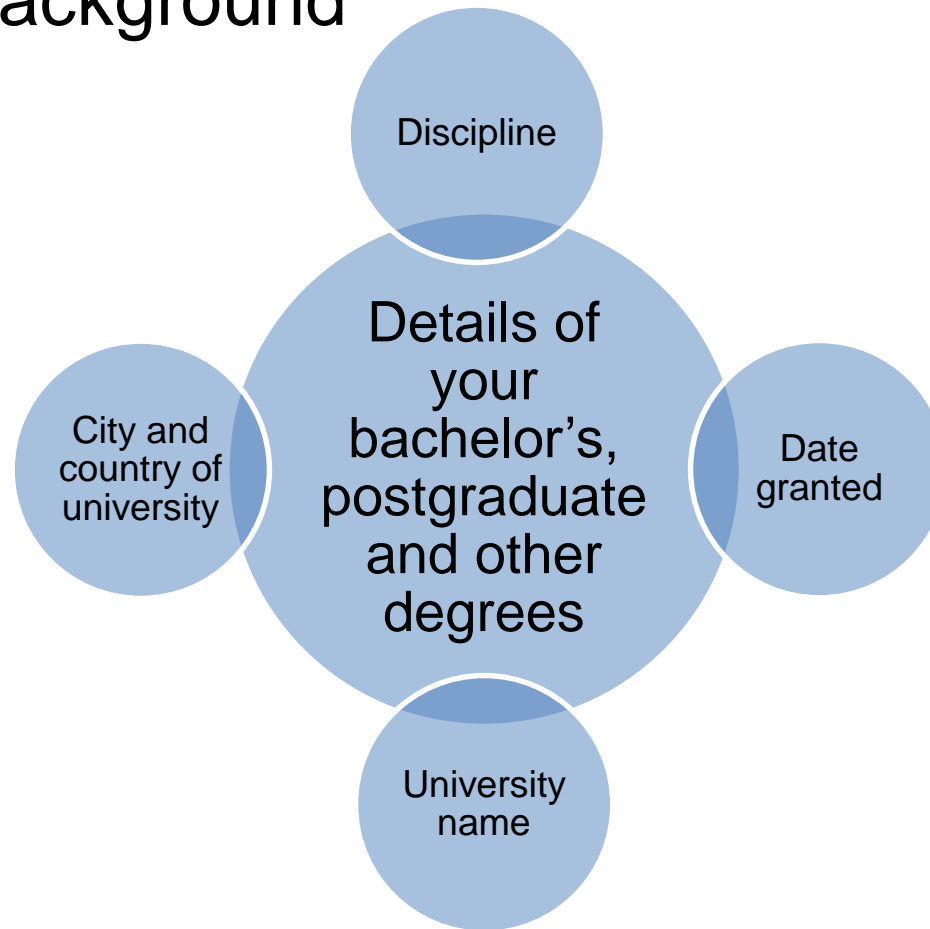 ackground
Discipline
Details of
your
bachelor’s,
postgraduate
and other
degrees
City and
country of
university
Date
granted
University
name